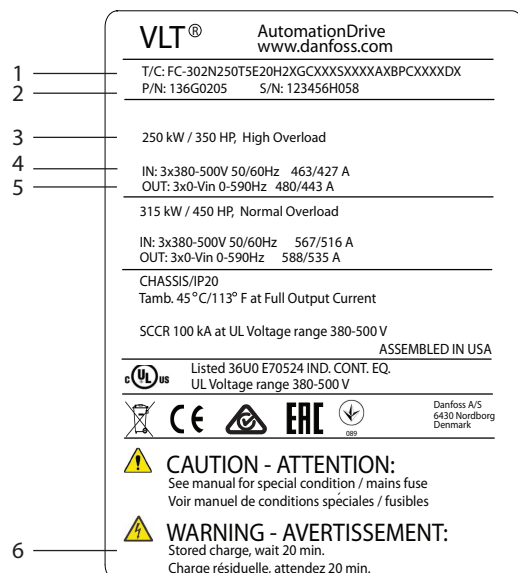 VLT® AutomationDrive
www.danfoss.com
1 T/C: FC-302N250T5E20H2XGCXXXSXXXXAXBPCXXXXDX
2 P/N: 136G0205 S/N: 123456H058
3 250 kW / 350 HP, High Overload
4 IN: 3x380-500V 50/60Hz 463/427 A
5 OUT: 3x0-Vin 0-590Hz 480/443 A
315 kW / 450 HP, Normal Overload
IN: 3x380-500V 50/60Hz 567/516 A
OUT: 3x0-Vin 0-590Hz 588/535 A
CHASSIS/IP20
Tamb. 45°C/113° F at Full Output Current
SCCR 100 kA at UL Voltage range 380-500 V
ASSEMBLED IN USA
c UL us Listed 36U0 E70524 IND. CONT. EQ.
UL Voltage range 380-500 V
CE EAC 089
Danfoss A/S
6430 Nordborg
Denmark
CAUTION - ATTENTION:
See manual for special condition / mains fuse
Voir manuel de conditions spéciales / fusibles
WARNING - AVERTISSEMENT:
6 Stored charge, wait 20 min.
Charge résiduelle, attendez 20 min.